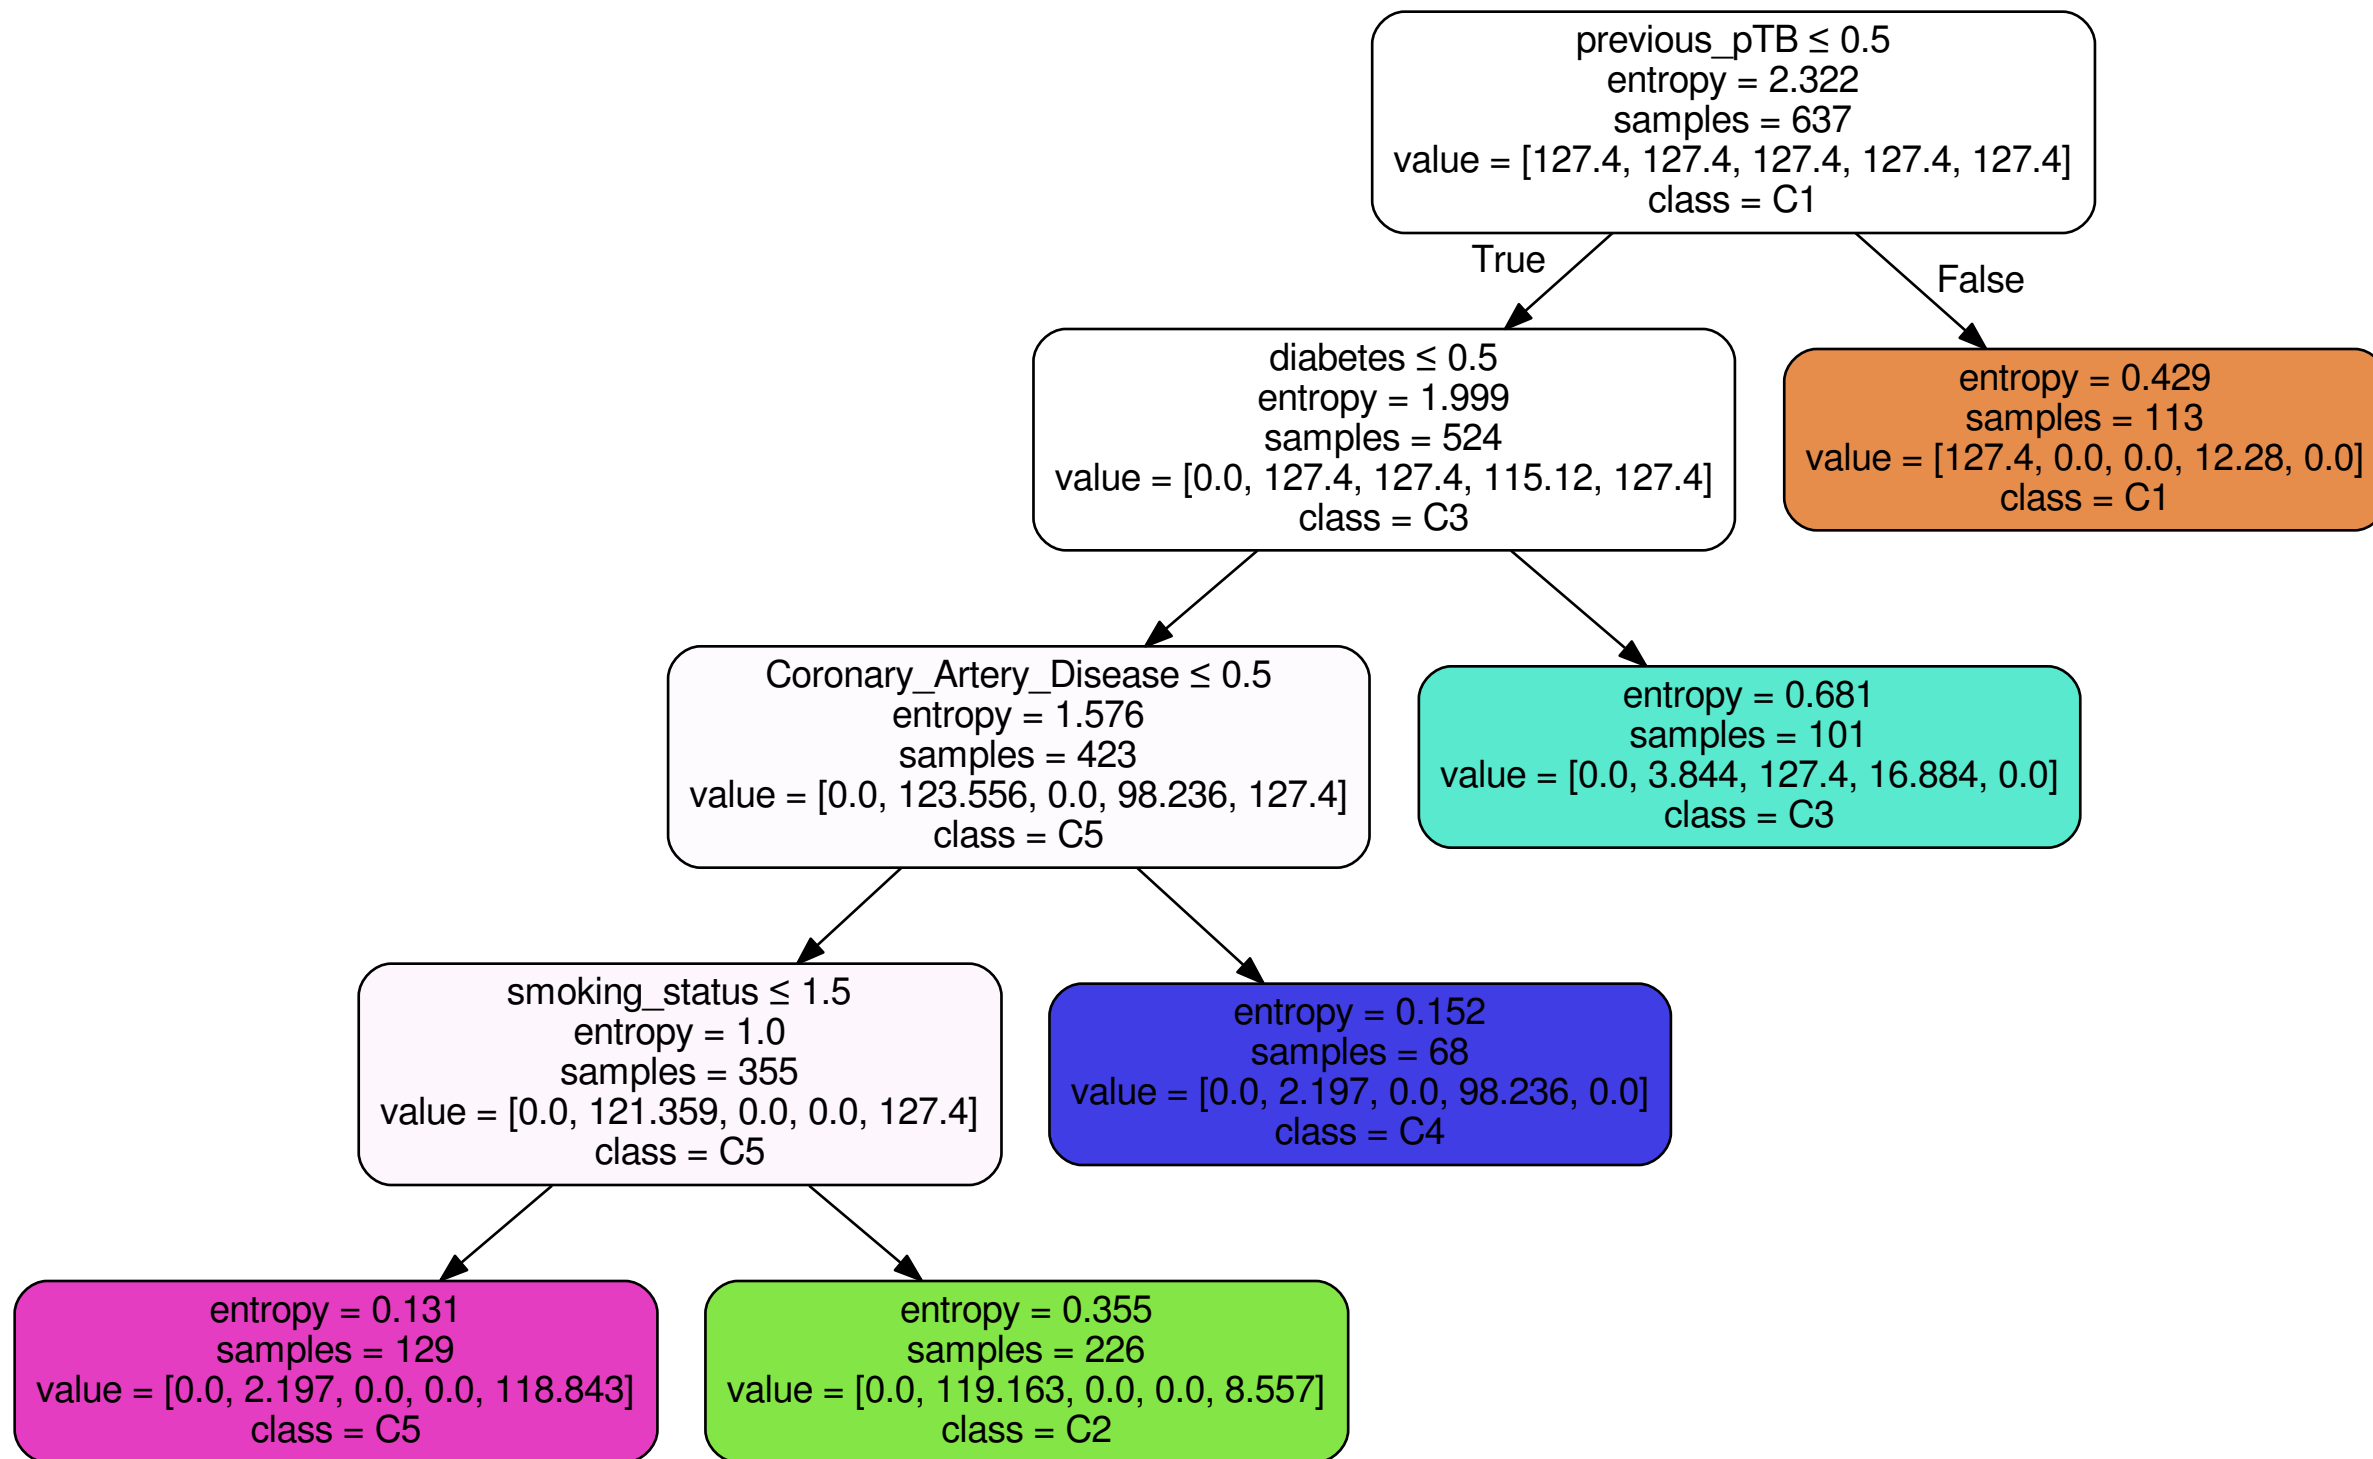 previous_pTB ≤ 0.5
entropy = 2.322
samples = 637
value = [127.4, 127.4, 127.4, 127.4, 127.4]
class = C1
True
False
diabetes ≤ 0.5
entropy = 1.999
samples = 524
value = [0.0, 127.4, 127.4, 115.12, 127.4]
class = C3
entropy = 0.429
samples = 113
value = [127.4, 0.0, 0.0, 12.28, 0.0]
class = C1
Coronary_Artery_Disease ≤ 0.5
entropy = 1.576
samples = 423
value = [0.0, 123.556, 0.0, 98.236, 127.4]
class = C5
entropy = 0.681
samples = 101
value = [0.0, 3.844, 127.4, 16.884, 0.0]
class = C3
smoking_status ≤ 1.5
entropy = 1.0
samples = 355
value = [0.0, 121.359, 0.0, 0.0, 127.4]
class = C5
entropy = 0.152
samples = 68
value = [0.0, 2.197, 0.0, 98.236, 0.0]
class = C4
entropy = 0.131
samples = 129
value = [0.0, 2.197, 0.0, 0.0, 118.843]
class = C5
entropy = 0.355
samples = 226
value = [0.0, 119.163, 0.0, 0.0, 8.557]
class = C2